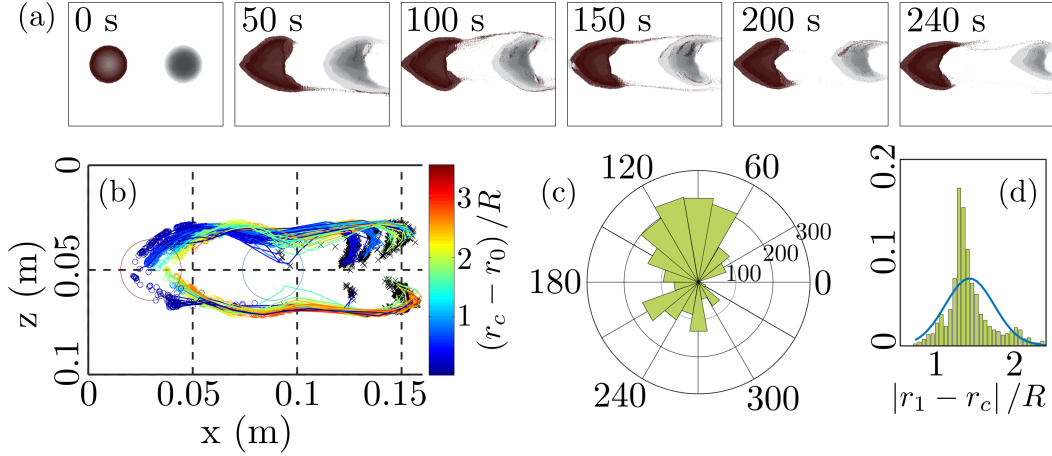 (a) 0 s 50 s 100 s 150 s 200 s 240 s
(b)
0
0.05
0.1
z (m)
0 0.05 0.1 0.15
x (m)
3
2
1
0
(r_c − r_0) /R
(c)
120 60
180 0
240 300
100 200 300
(d)
0.2
0.1
0
1 2
|r_1 − r_c| /R